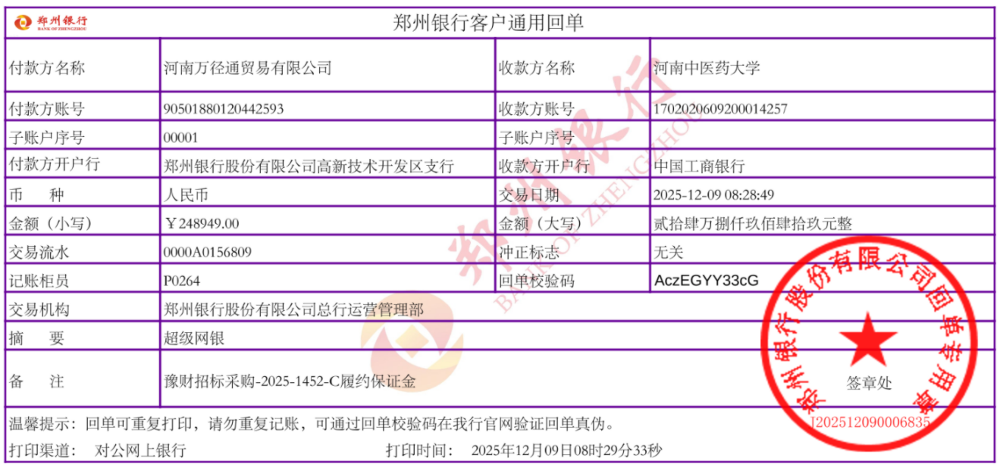 郑州银行
BANK OF ZHENGZHOU
郑州银行客户通用回单
付款方名称 河南万径通贸易有限公司 收款方名称 河南中医药大学
付款方账号 90501880120442593 收款方账号 1702020609200014257
子账户序号 00001 子账户序号
付款方开户行 郑州银行股份有限公司高新技术开发区支行 收款方开户行 中国工商银行
币 种 人民币 交易日期 2025-12-09 08:28:49
金额（小写） ￥248949.00 金额（大写） 贰拾肆万捌仟玖佰肆拾玖元整
交易流水 0000A0156809 冲正标志 无关
记账柜员 P0264 回单校验码 AczEGYY33cG
交易机构 郑州银行股份有限公司总行运营管理部
摘 要 超级网银
备 注 豫财招标采购-2025-1452-C履约保证金
温馨提示：回单可重复打印，请勿重复记账，可通过回单校验码在我行官网验证回单真伪。
打印渠道： 对公网上银行 打印时间： 2025年12月09日08时29分33秒
郑州银行
BANK OF ZHENGZHOU
郑州银行股份有限公司回单专用章
签章处
J202512090006835